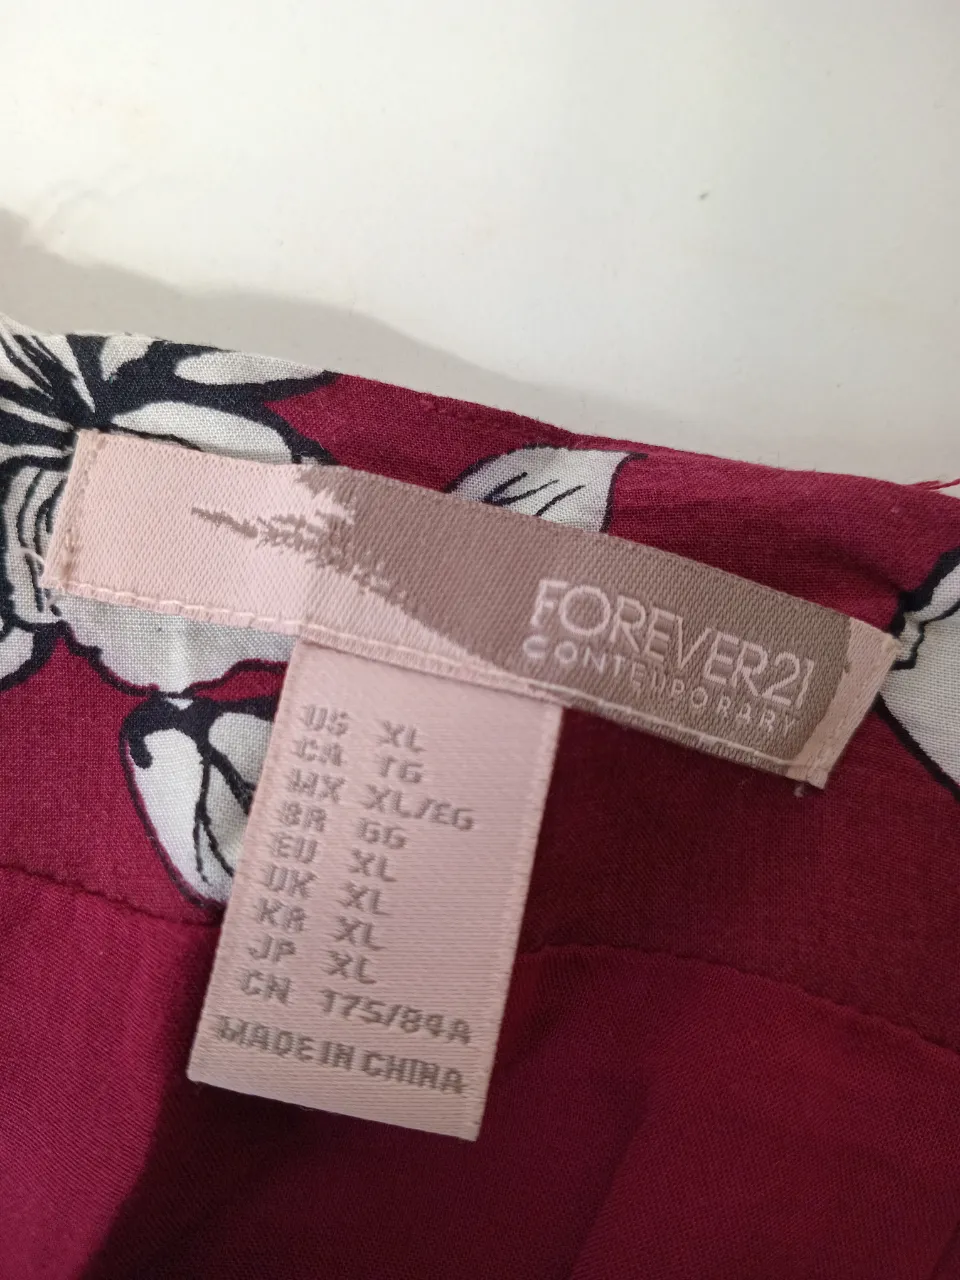 FOREVER21
CONTEMPORARY
US XL
CA TG
MX XL/EG
BR GG
EU XL
UK XL
KR XL
JP XL
CN 175/84A
MADE IN CHINA